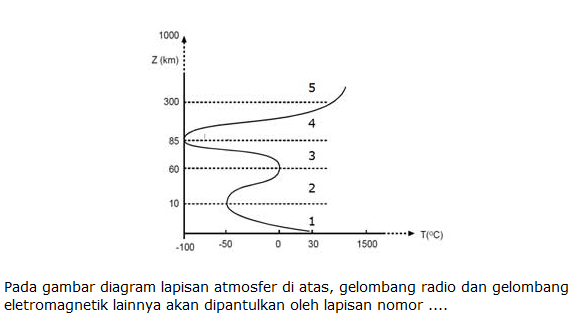 1000
Z (km)
5
300
4
85
3
60
2
10
1
T(°C)
-100 -50 0 30 1500
Pada gambar diagram lapisan atmosfer di atas, gelombang radio dan gelombang
eletromagnetik lainnya akan dipantulkan oleh lapisan nomor ....